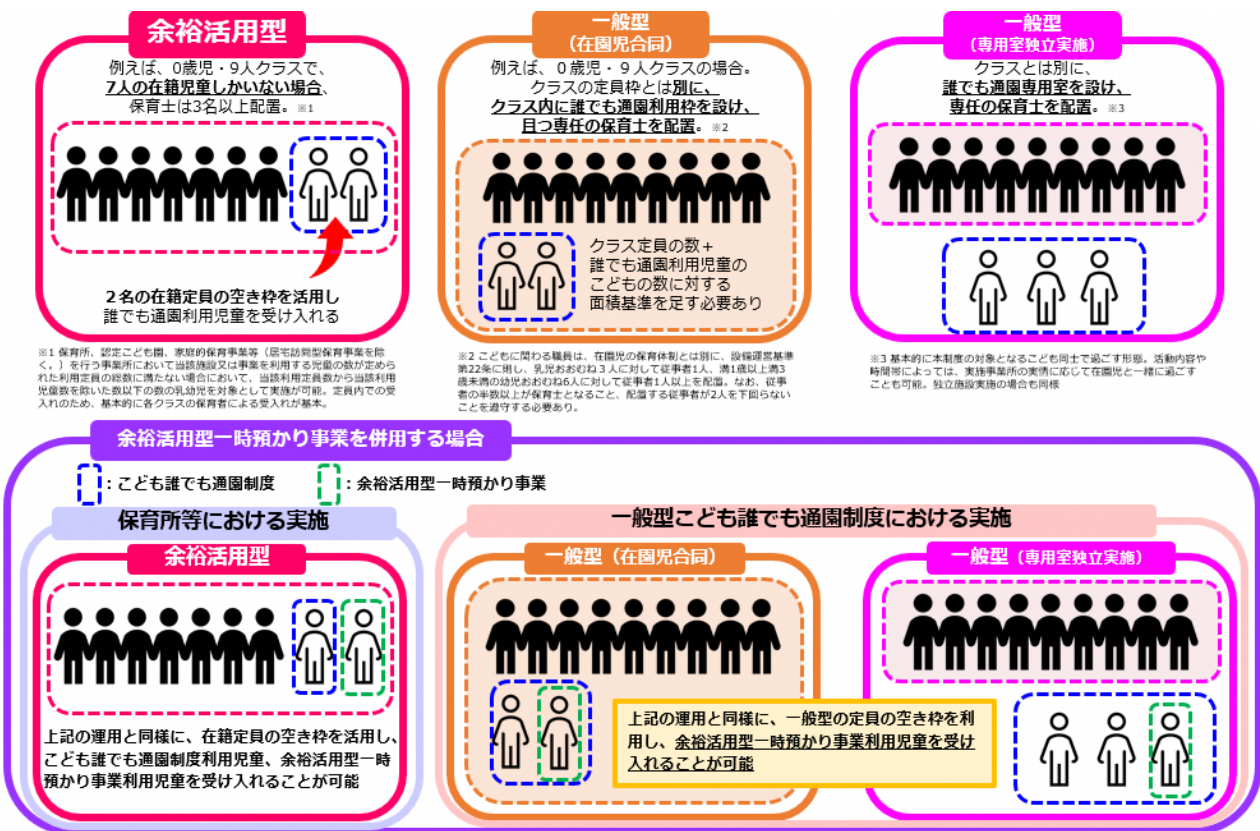 余裕活用型
例えば、0歳児・9人クラスで、
7人の在籍児童しかいない場合、
保育士は3名以上配置。※1
２名の在籍定員の空き枠を活用し
誰でも通園利用児童を受け入れる
※1 保育所、認定こども園、家庭的保育事業等（居宅訪問型保育事業を除
く。）を行う事業所において当該施設又は事業を利用する児童の数が定めら
れた利用定員の総数に満たない場合において、当該利用定員数から当該利用
児童数を除いた数以下の数の乳幼児を対象として実施が可能。定員内での受
入れのため、基本的に各クラスの保育者による受入れが基本。
一般型
（在園児合同）
例えば、０歳児・９人クラスの場合。
クラスの定員枠とは別に、
クラス内に誰でも通園利用枠を設け、
且つ専任の保育士を配置。※2
クラス定員の数＋
誰でも通園利用児童の
こどもの数に対する
面積基準を足す必要あり
※2 こどもに関わる職員は、在園児の保育体制とは別に、設備運営基準
第22条に則し、乳児おおむね３人に対して従事者1人、満1歳以上満3
歳未満の幼児おおむね6人に対して従事者1人以上を配置。なお、従事
者の半数以上が保育士となること、配置する従事者が2人を下回らない
ことを遵守する必要あり。
一般型
（専用室独立実施）
クラスとは別に、
誰でも通園専用室を設け、
専任の保育士を配置。※3
※3 基本的に本制度の対象となるこども同士で過ごす形態。活動内容や
時間帯によっては、実施事業所の実情に応じて在園児と一緒に過ごす
ことも可能。独立施設実施の場合も同様
余裕活用型一時預かり事業を併用する場合
：こども誰でも通園制度
：余裕活用型一時預かり事業
保育所等における実施
余裕活用型
上記の運用と同様に、在籍定員の空き枠を活用し、
こども誰でも通園制度利用児童、余裕活用型一時
預かり事業利用児童を受け入れることが可能
一般型こども誰でも通園制度における実施
一般型（在園児合同）
一般型（専用室独立実施）
上記の運用と同様に、一般型の定員の空き枠を利
用し、余裕活用型一時預かり事業利用児童を受け
入れることが可能